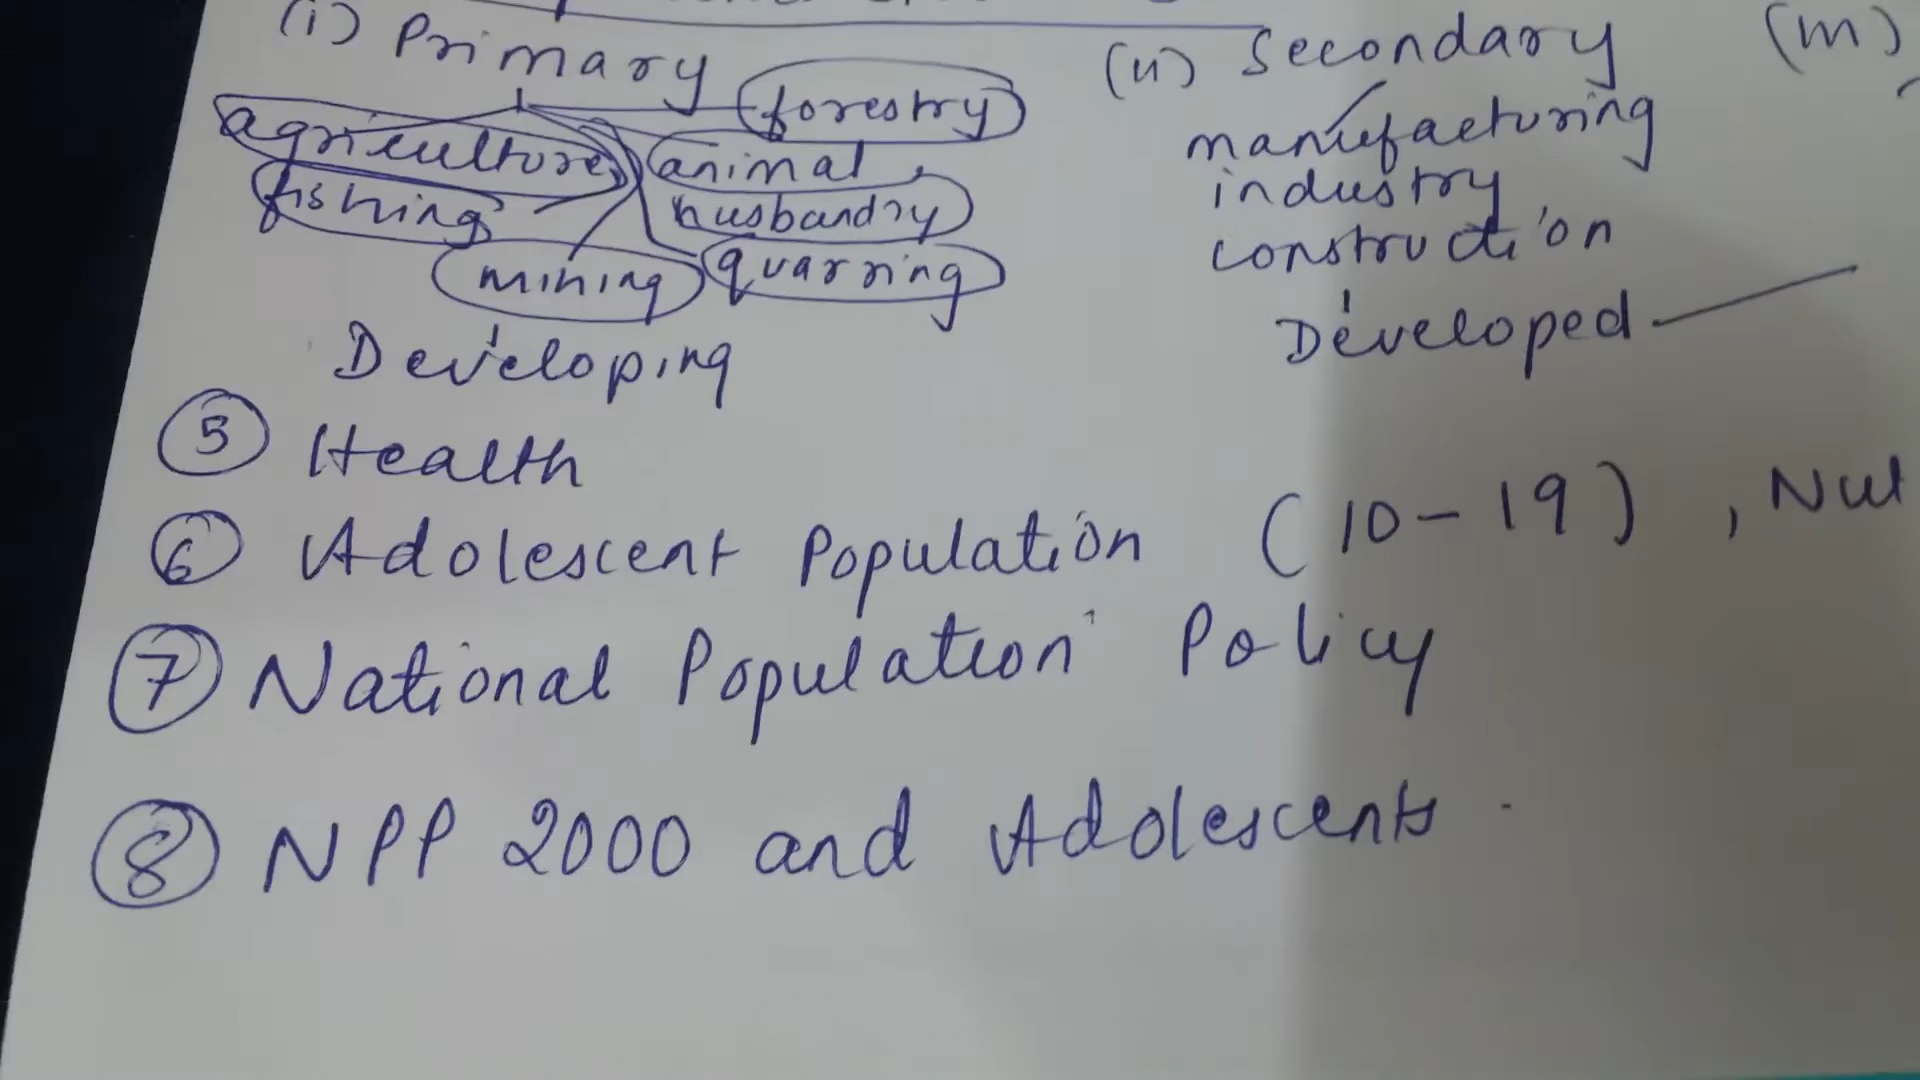 (i) Primary (ii) Secondary (iii)
forestry
agriculture animal
fishing husbandry
mining quarring
manufacturing
industry
construction
Developing Developed
5 Health
6 Adolescent Population (10-19), Nut
7 National Population Policy
8 NPP 2000 and Adolescents.